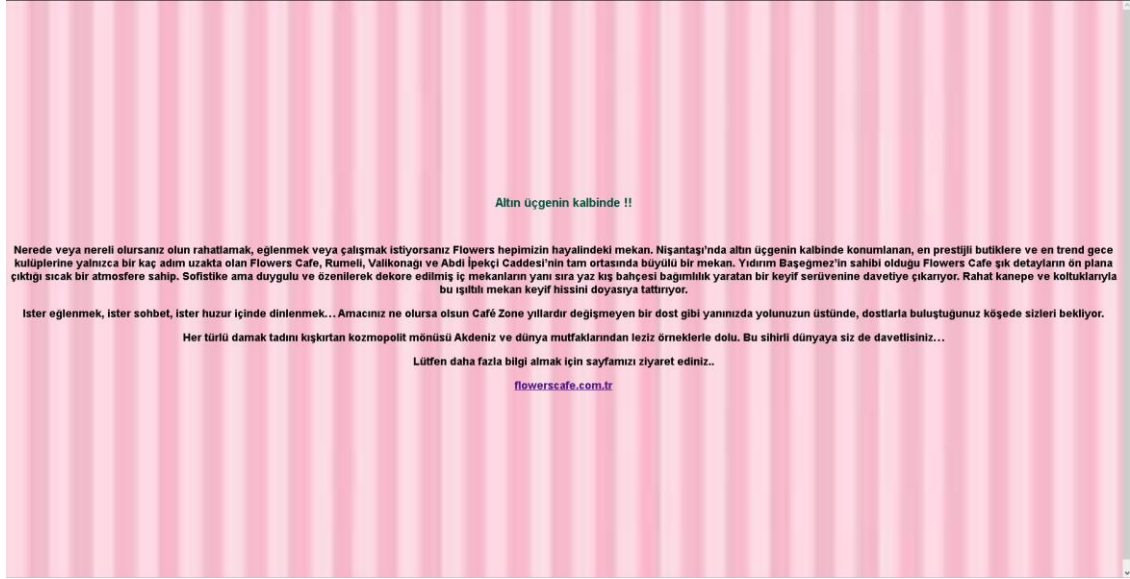 Altın üçgenin kalbinde !!
Nerede veya nereli olursanız olun rahatlamak, eğlenmek veya çalışmak istiyorsanız Flowers hepimizin hayalindeki mekan. Nişantaşı'nda altın üçgenin kalbinde konumlanan, en prestijli butiklere ve en trend gece
kulüplerine yalnızca bir kaç adım uzakta olan Flowers Cafe, Rumeli, Valikonağı ve Abdi İpekçi Caddesi'nin tam ortasında büyülü bir mekan. Yıdırım Başeğmez'in sahibi olduğu Flowers Cafe şık detayların ön plana
çıktığı sıcak bir atmosfere sahip. Sofistike ama duygulu ve özenilerek dekore edilmiş iç mekanların yanı sıra yaz kış bahçesi bağımlılık yaratan bir keyif serüvenine davetiye çıkarıyor. Rahat kanepe ve koltuklarıyla
bu ışıltılı mekan keyif hissini doyasıya tattırıyor.
Ister eğlenmek, ister sohbet, ister huzur içinde dinlenmek… Amacınız ne olursa olsun Café Zone yıllardır değişmeyen bir dost gibi yanınızda yolunuzun üstünde, dostlarla buluştuğunuz köşede sizleri bekliyor.
Her türlü damak tadını kışkırtan kozmopolit mönüsü Akdeniz ve dünya mutfaklarından leziz örneklerle dolu. Bu sihirli dünyaya siz de davetlisiniz…
Lütfen daha fazla bilgi almak için sayfamızı ziyaret ediniz..
flowerscafe.com.tr